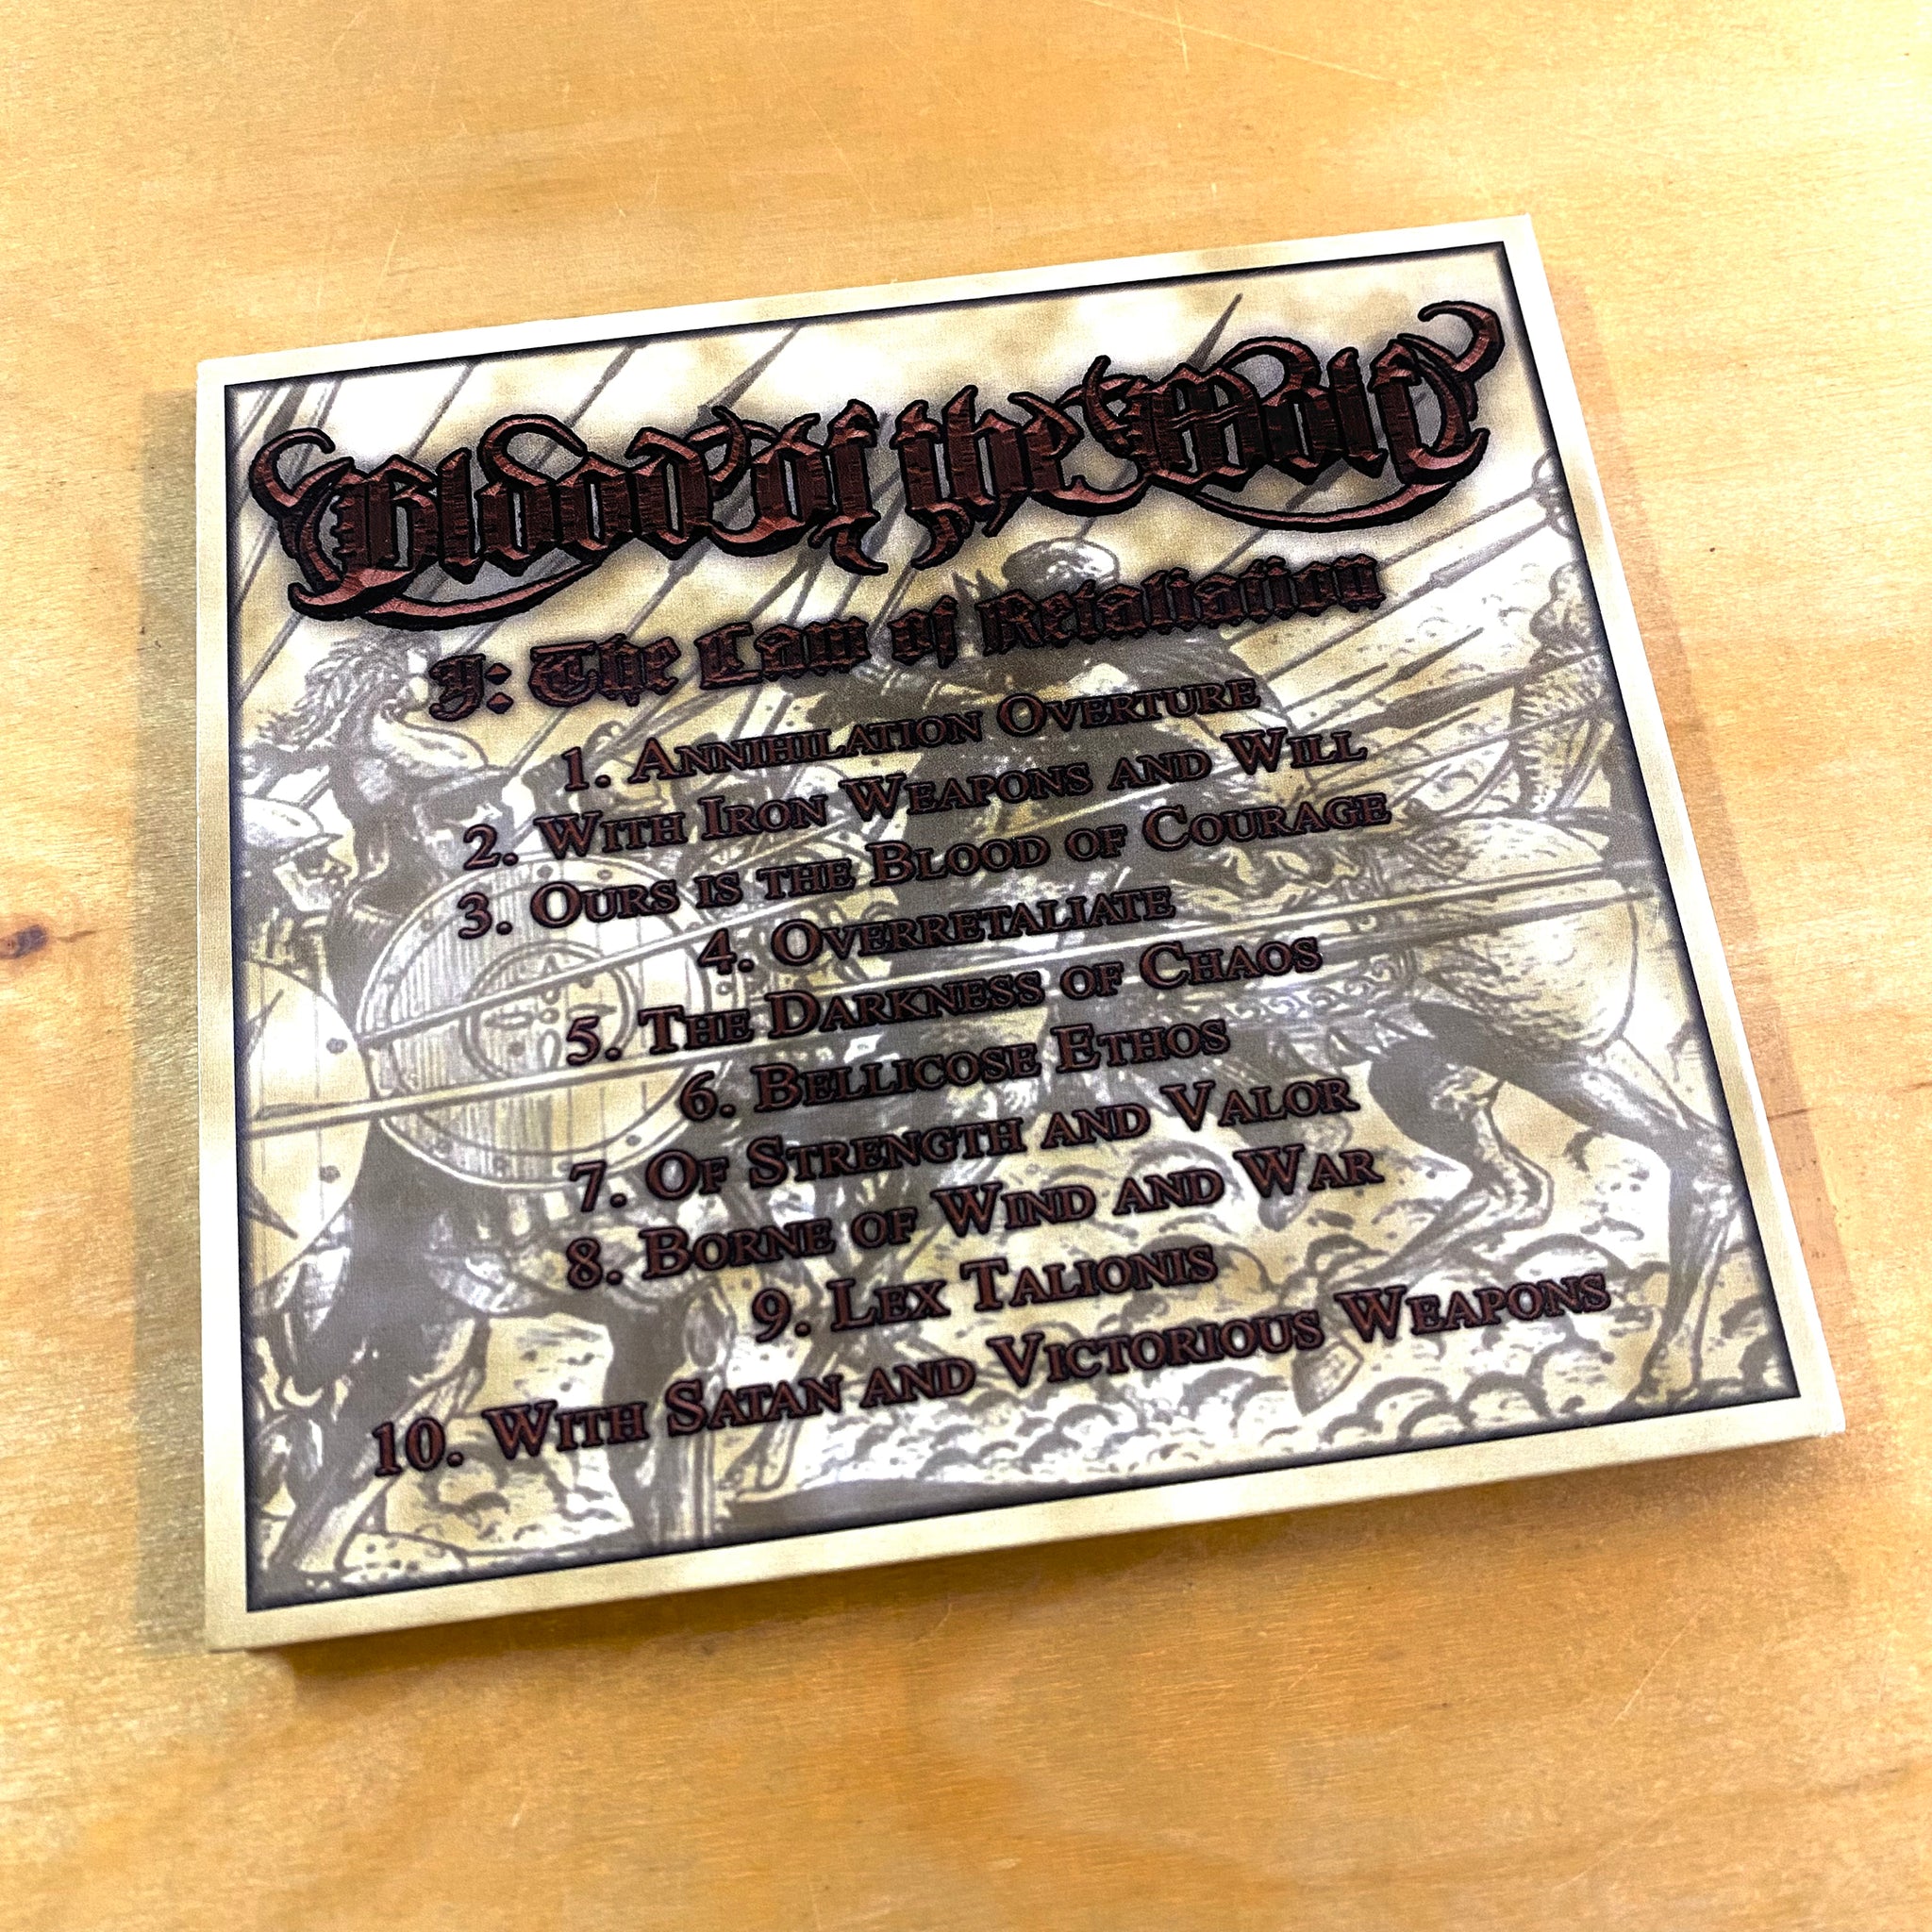 Blood of the Wolf
I: The Law of Retaliation
1. Annihilation Overture
2. With Iron Weapons and Will
3. Ours is the Blood of Courage
4. Overretaliate
5. The Darkness of Chaos
6. Bellicose Ethos
7. Of Strength and Valor
8. Borne of Wind and War
9. Lex Talionis
10. With Satan and Victorious Weapons